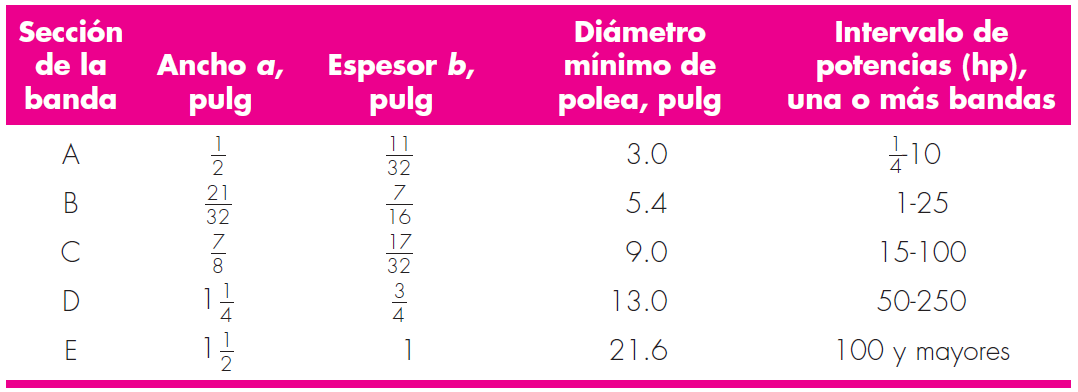 Sección de la banda	Ancho a, pulg	Espesor b, pulg	Diámetro mínimo de polea, pulg	Intervalo de potencias (hp), una o más bandas
A	1/2	11/32	3.0	1/4-10
B	21/32	7/16	5.4	1-25
C	7/8	17/32	9.0	15-100
D	1 1/4	3/4	13.0	50-250
E	1 1/2	1	21.6	100 y mayores